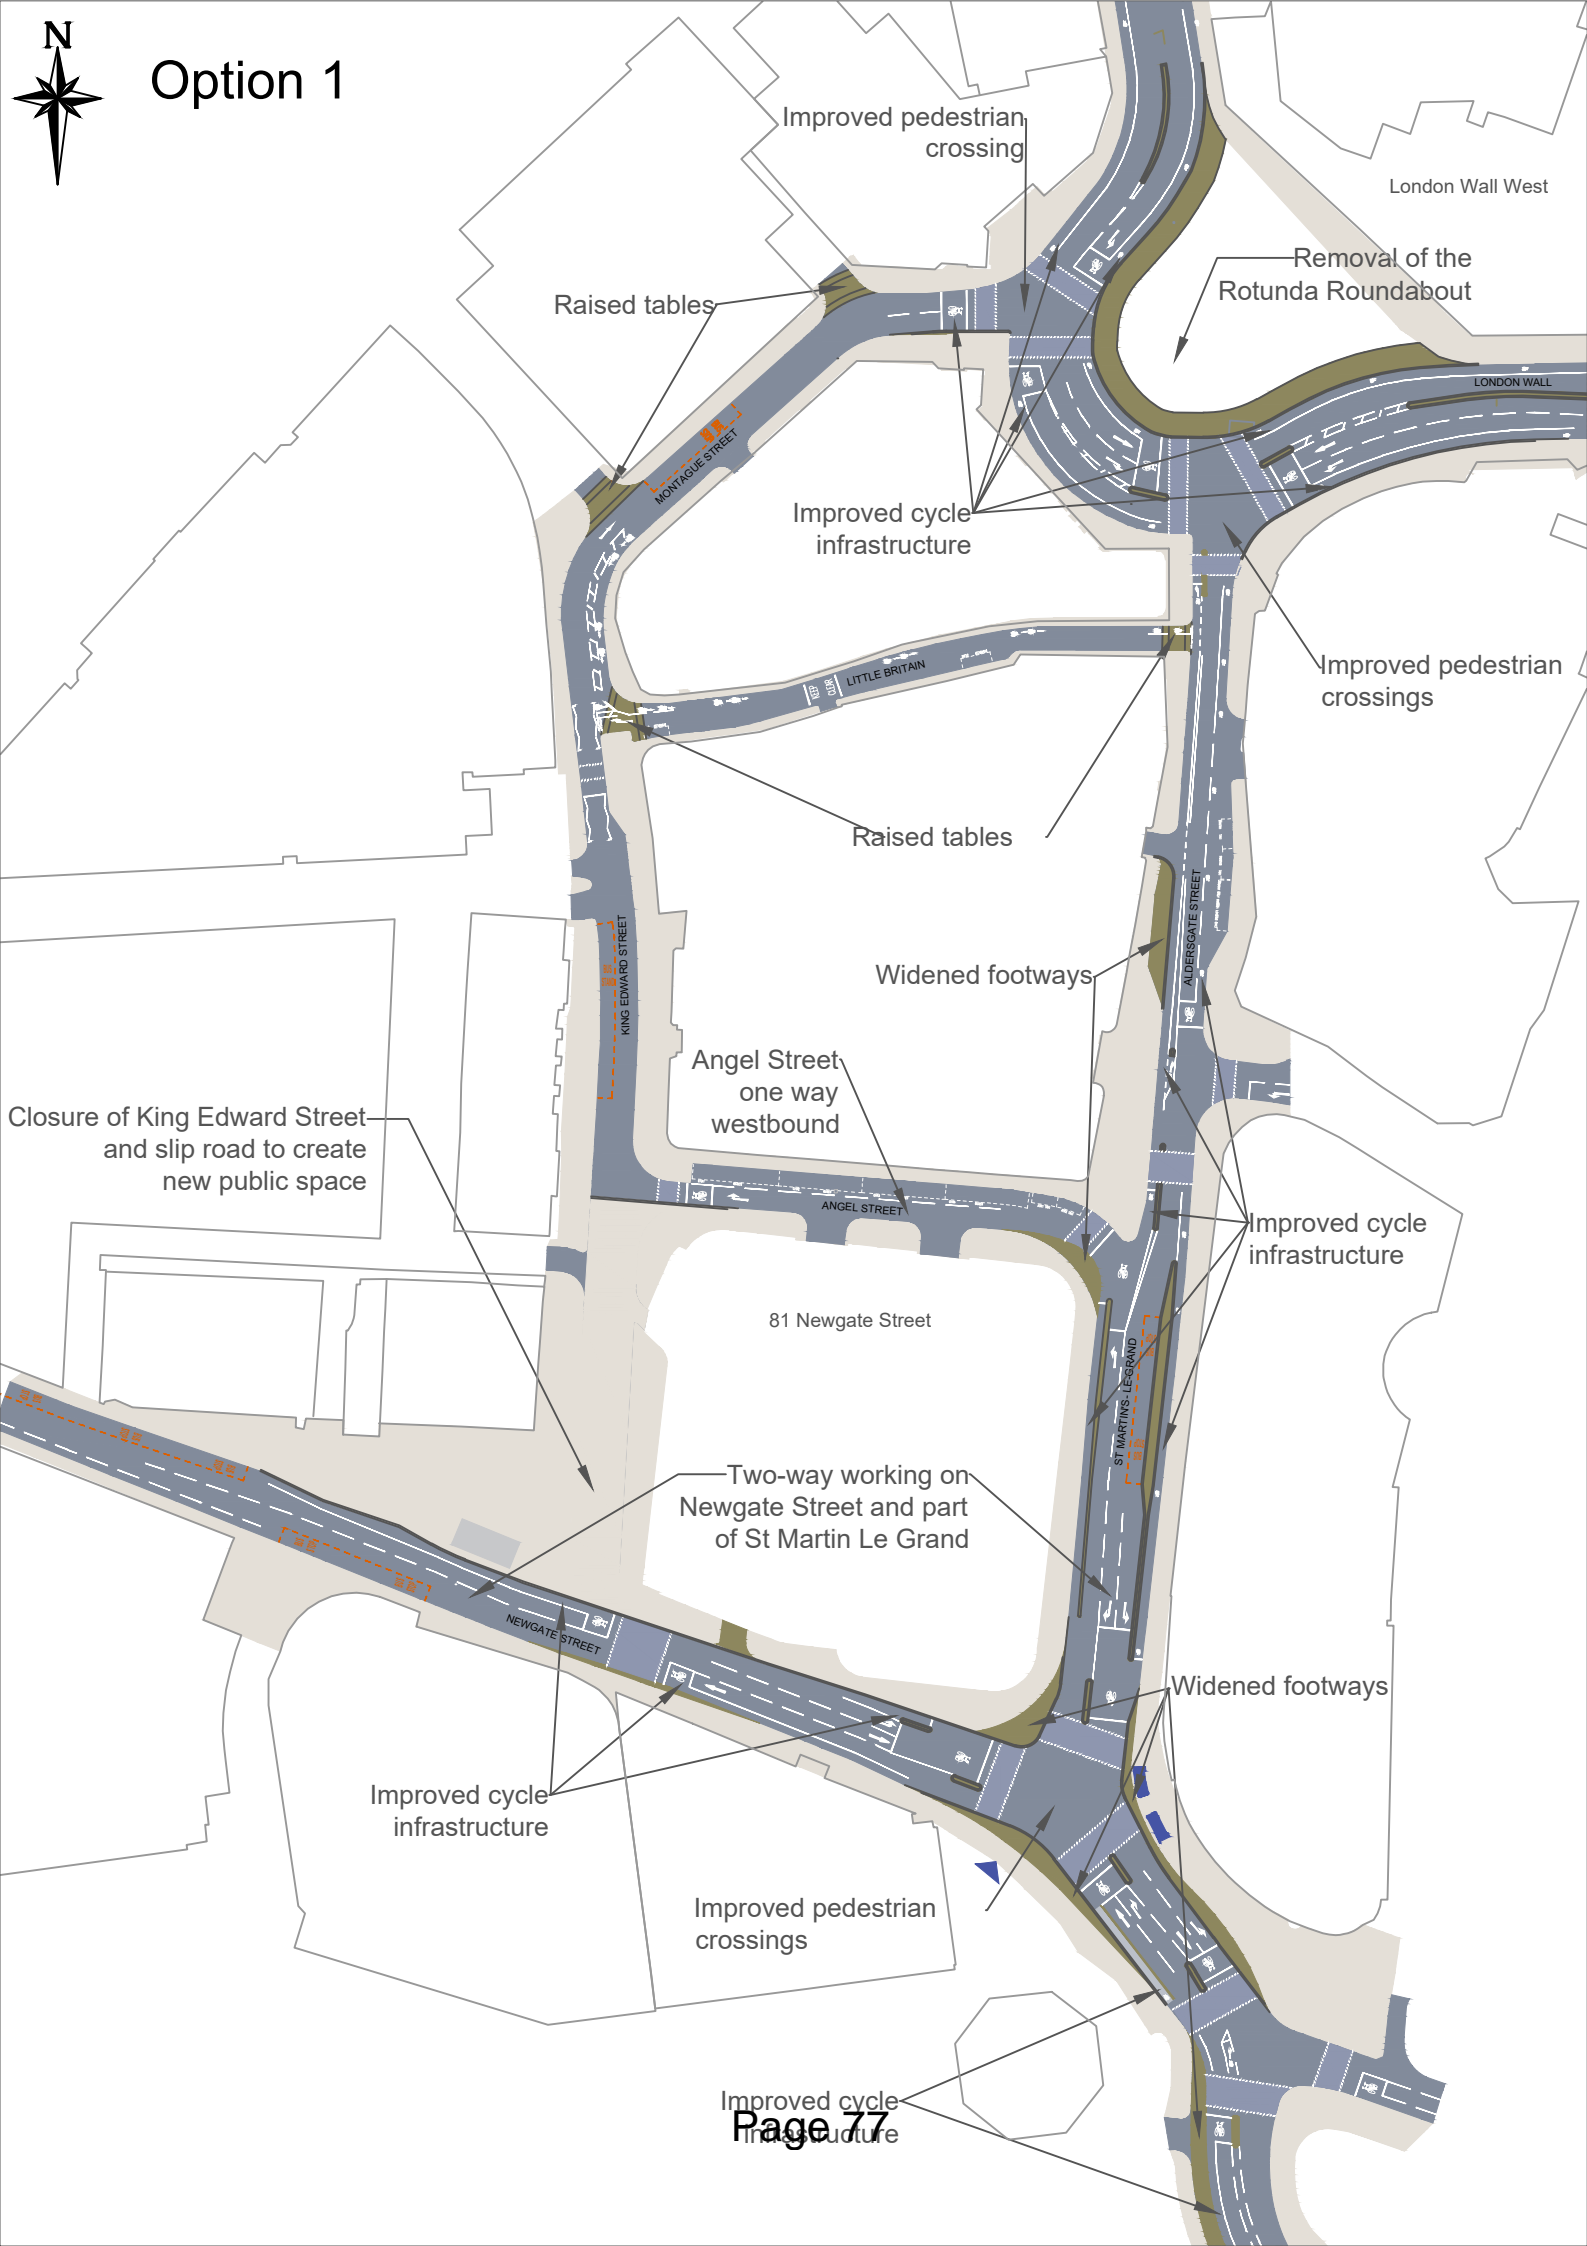 N
Option 1
Improved pedestrian
crossing
London Wall West
Removal of the
Rotunda Roundabout
Raised tables
LONDON WALL
MONTAGUE STREET
Improved cycle
infrastructure
Improved pedestrian
crossings
LITTLE BRITAIN
KEEP
CLEAR
Raised tables
ALDERSGATE STREET
Widened footways
KING EDWARD STREET
Angel Street
one way
westbound
Closure of King Edward Street
and slip road to create
new public space
ANGEL STREET
Improved cycle
infrastructure
81 Newgate Street
ST MARTIN'S - LE-GRAND
Two-way working on
Newgate Street and part
of St Martin Le Grand
NEWGATE STREET
Widened footways
Improved cycle
infrastructure
Improved pedestrian
crossings
Improved cycle
infrastructure
Page 77